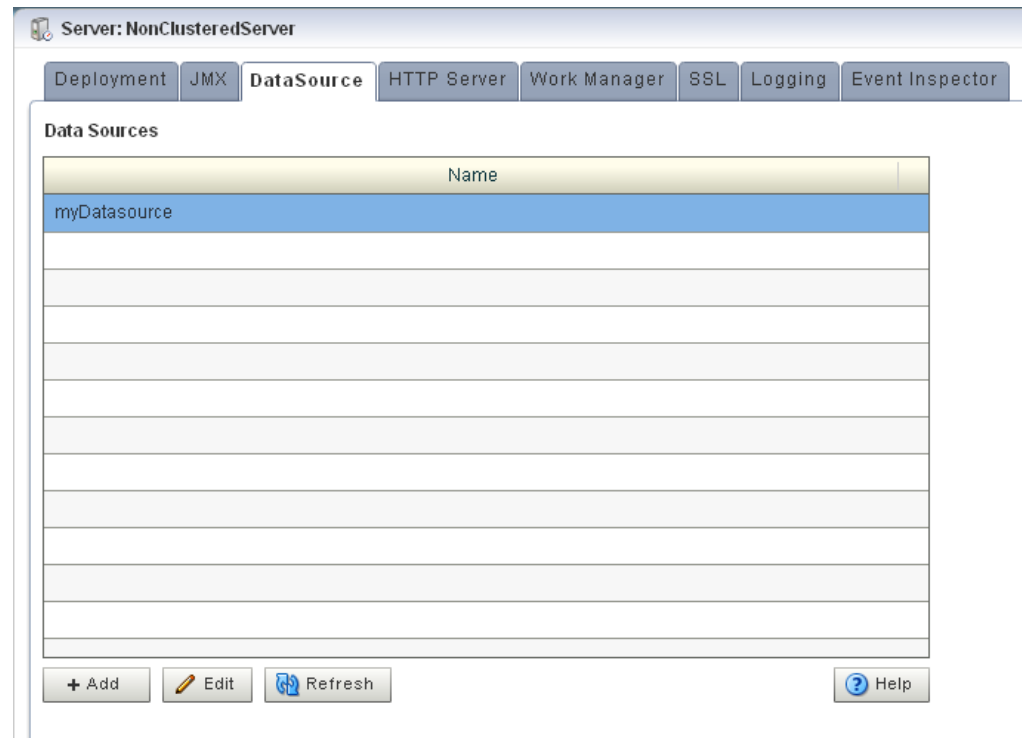 Server: NonClusteredServer
Deployment JMX DataSource HTTP Server Work Manager SSL Logging Event Inspector
Data Sources
Name
myDatasource
+ Add Edit Refresh ? Help